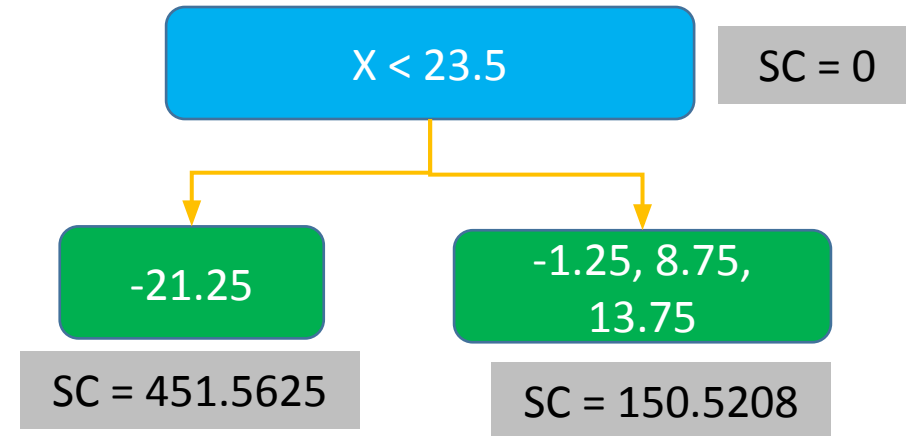 X < 23.5
SC = 0
-21.25
-1.25, 8.75,
13.75
SC = 451.5625
SC = 150.5208